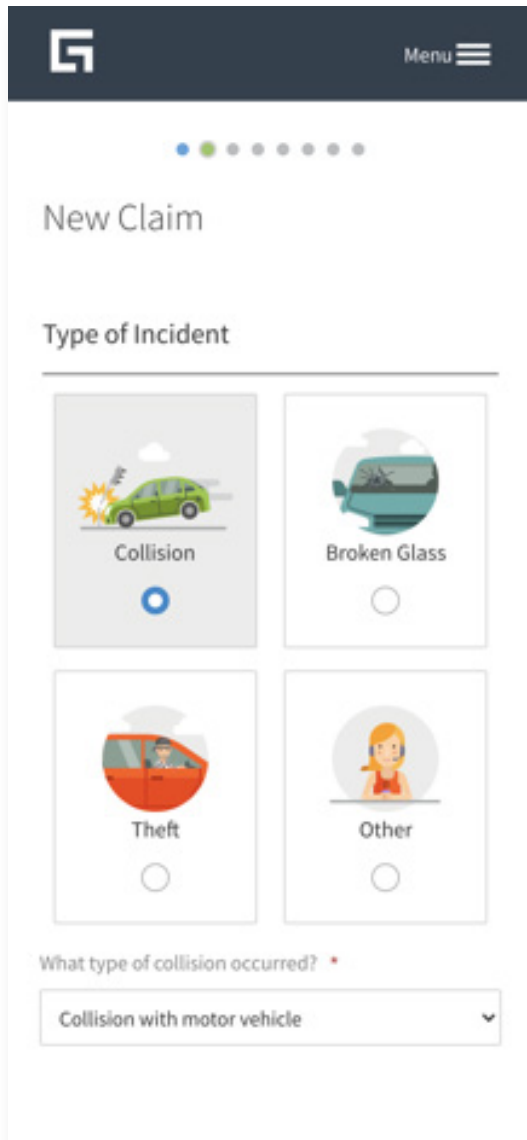 Menu
New Claim
Type of Incident
Collision
Broken Glass
Theft
Other
What type of collision occurred? *
Collision with motor vehicle